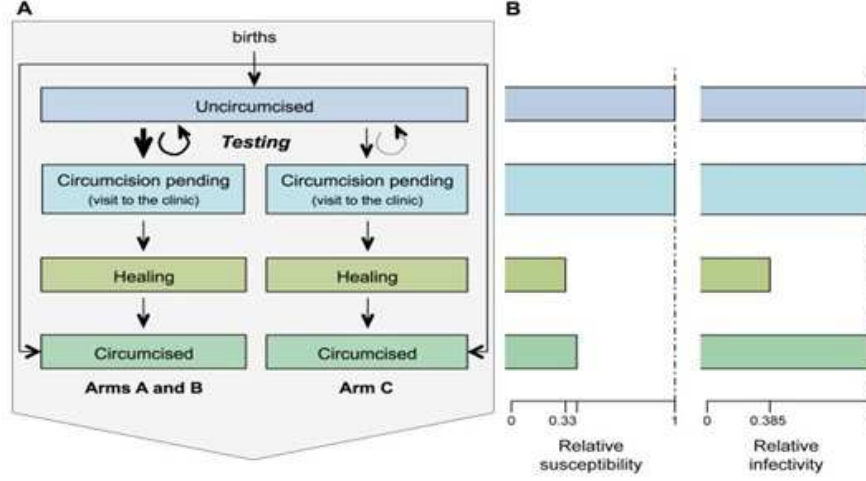 A
births
Uncircumcised
Testing
Circumcision pending
(visit to the clinic)
Circumcision pending
(visit to the clinic)
Healing
Healing
Circumcised
Circumcised
Arms A and B
Arm C
B
0 0.33 1
Relative
susceptibility
0 0.385
Relative
infectivity